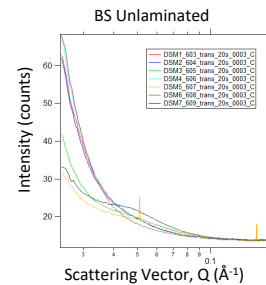 BS Unlaminated
DSM1_603_trans_20s_0003_C
DSM2_604_trans_20s_0003_C
DSM3_605_trans_20s_0003_C
DSM4_606_trans_20s_0003_C
DSM5_607_trans_20s_0003_C
DSM6_608_trans_20s_0003_C
DSM7_609_trans_20s_0003_C
Intensity (counts)
60
50
40
30
20
3 4 5 6 7 8 9 0.1
Scattering Vector, Q (Å-1)